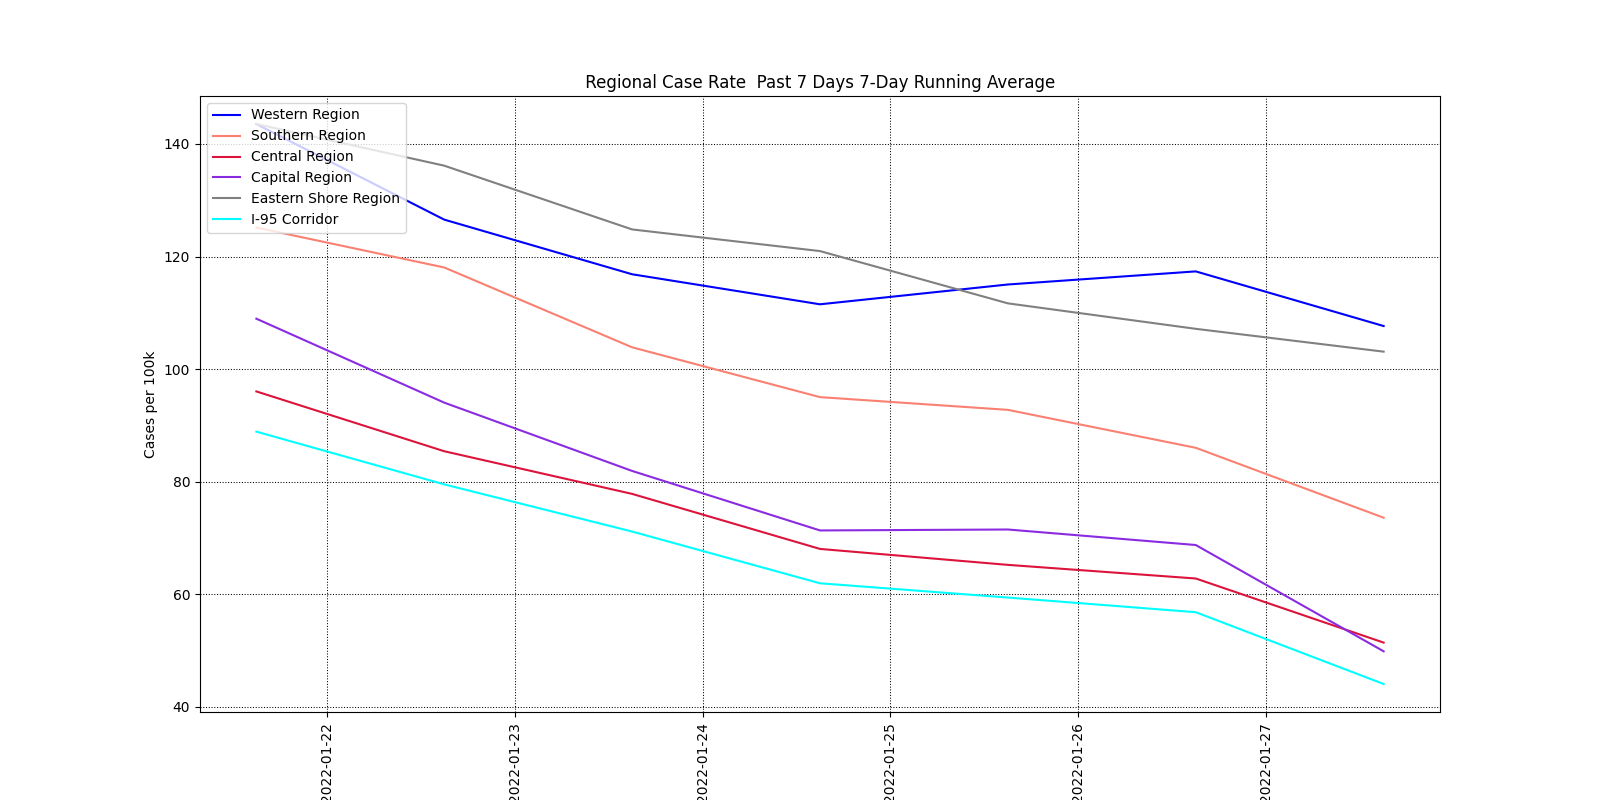 Regional Case Rate  Past 7 Days 7-Day Running Average
Western Region
Southern Region
Central Region
Capital Region
Eastern Shore Region
I-95 Corridor
140
120
100
80
60
40
Cases per 100k
2022-01-22
2022-01-23
2022-01-24
2022-01-25
2022-01-26
2022-01-27